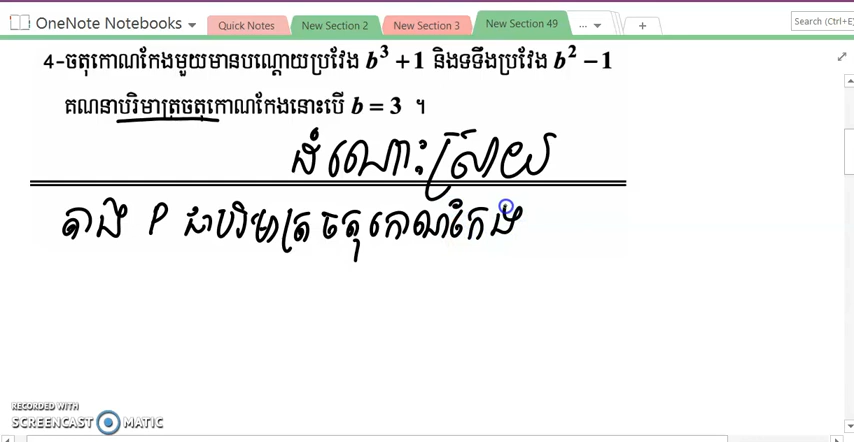 OneNote Notebooks Quick Notes New Section 2 New Section 3 New Section 49 ... + Search (Ctrl+E
4-ចតុកោណកែងមួយមានបណ្តោយប្រវែង b³ + 1 និងទទឹងប្រវែង b² − 1
គណនាបរិមាត្រចតុកោណកែងនោះបើ b = 3 ។
ដំណោះស្រាយ
តាង P ជាបរិមាត្រចតុកោណកែង
RECORDED WITH
SCREENCAST MATIC